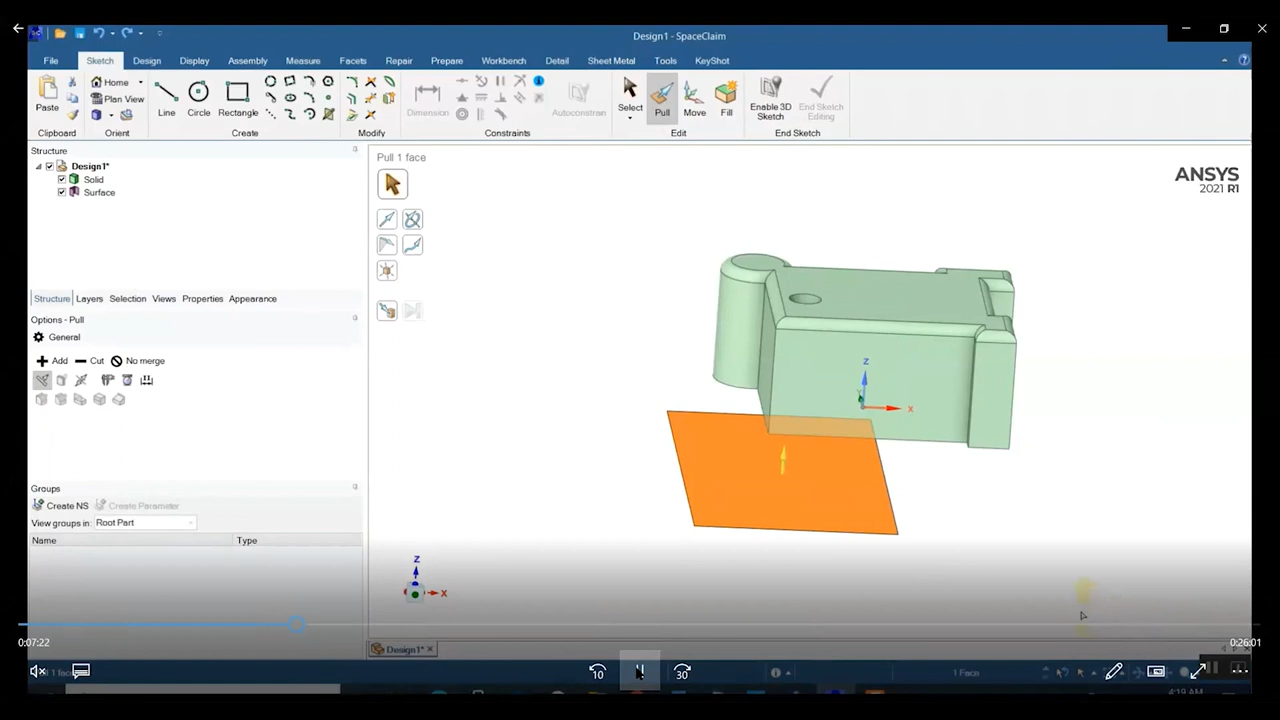 Design1 - SpaceClaim
File Sketch Design Display Assembly Measure Facets Repair Prepare Workbench Detail Sheet Metal Tools KeyShot
Paste
Home
Plan View
Line Circle Rectangle
Dimension
Autoconstrain
Select Pull Move Fill
Enable 3D Sketch
End Sketch Editing
Clipboard Orient Create Modify Constraints Edit End Sketch
Structure
Design1*
Solid
Surface
Structure Layers Selection Views Properties Appearance
Options - Pull
General
Add Cut No merge
Groups
Create NS Create Parameter
View groups in: Root Part
Name Type
Pull 1 face
ANSYS
2021 R1
Z
X
Z
X
0:07:22
0:26:01
Design1*
10
30
1 Face
4:19 AM